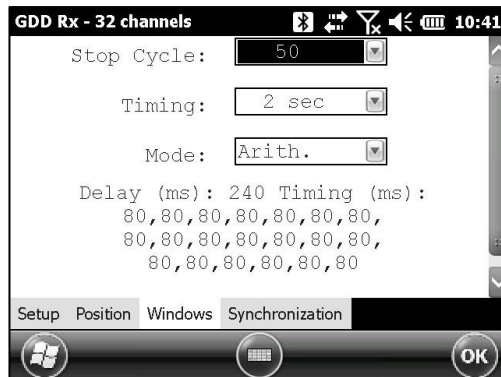 GDD Rx - 32 channels 10:41
Stop Cycle: 50
Timing: 2 sec
Mode: Arith.
Delay (ms): 240 Timing (ms):
80,80,80,80,80,80,80,
80,80,80,80,80,80,80,
80,80,80,80,80,80
Setup Position Windows Synchronization
OK